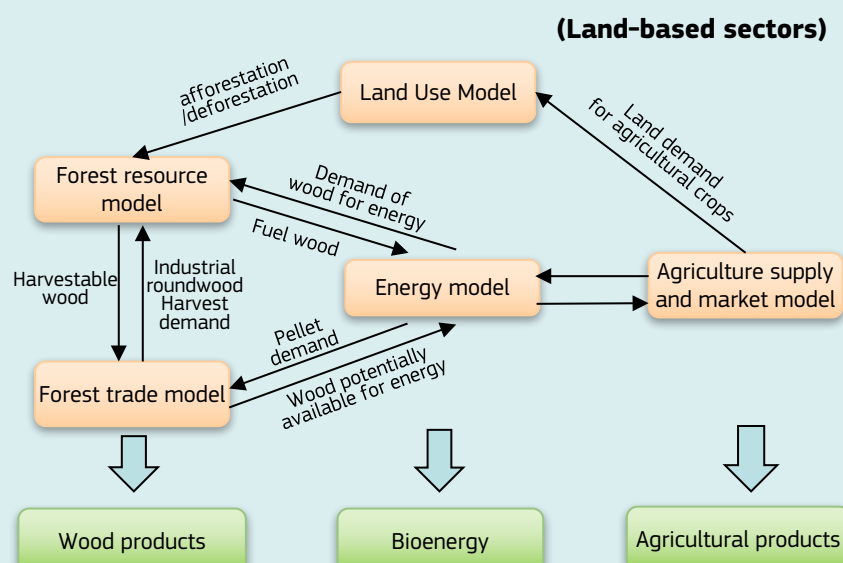 (Land-based sectors)
afforestation
/deforestation
Land Use Model
Land demand
for agricultural crops
Forest resource
model
Demand of
wood for energy
Fuel wood
Harvestable
wood
Industrial
roundwood
Harvest
demand
Energy model
Agriculture supply
and market model
Pellet
demand
Forest trade model
Wood potentially
available for energy
Wood products
Bioenergy
Agricultural products